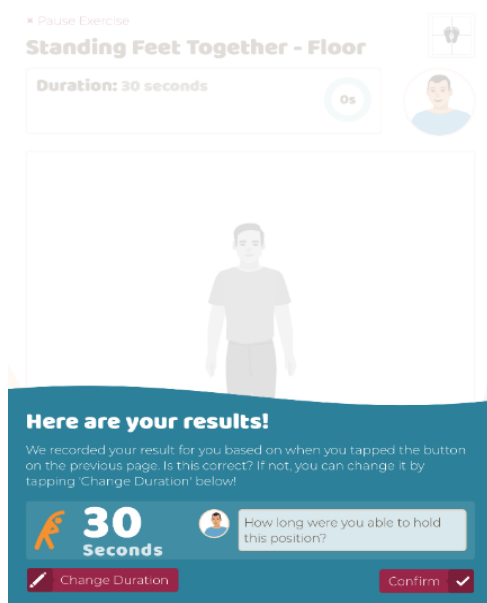 × Pause Exercise
Standing Feet Together - Floor
Duration: 30 seconds
0s
Here are your results!
We recorded your result for you based on when you tapped the button
on the previous page. Is this correct? If not, you can change it by
tapping 'Change Duration' below!
30
Seconds
How long were you able to hold
this position?
Change Duration
Confirm